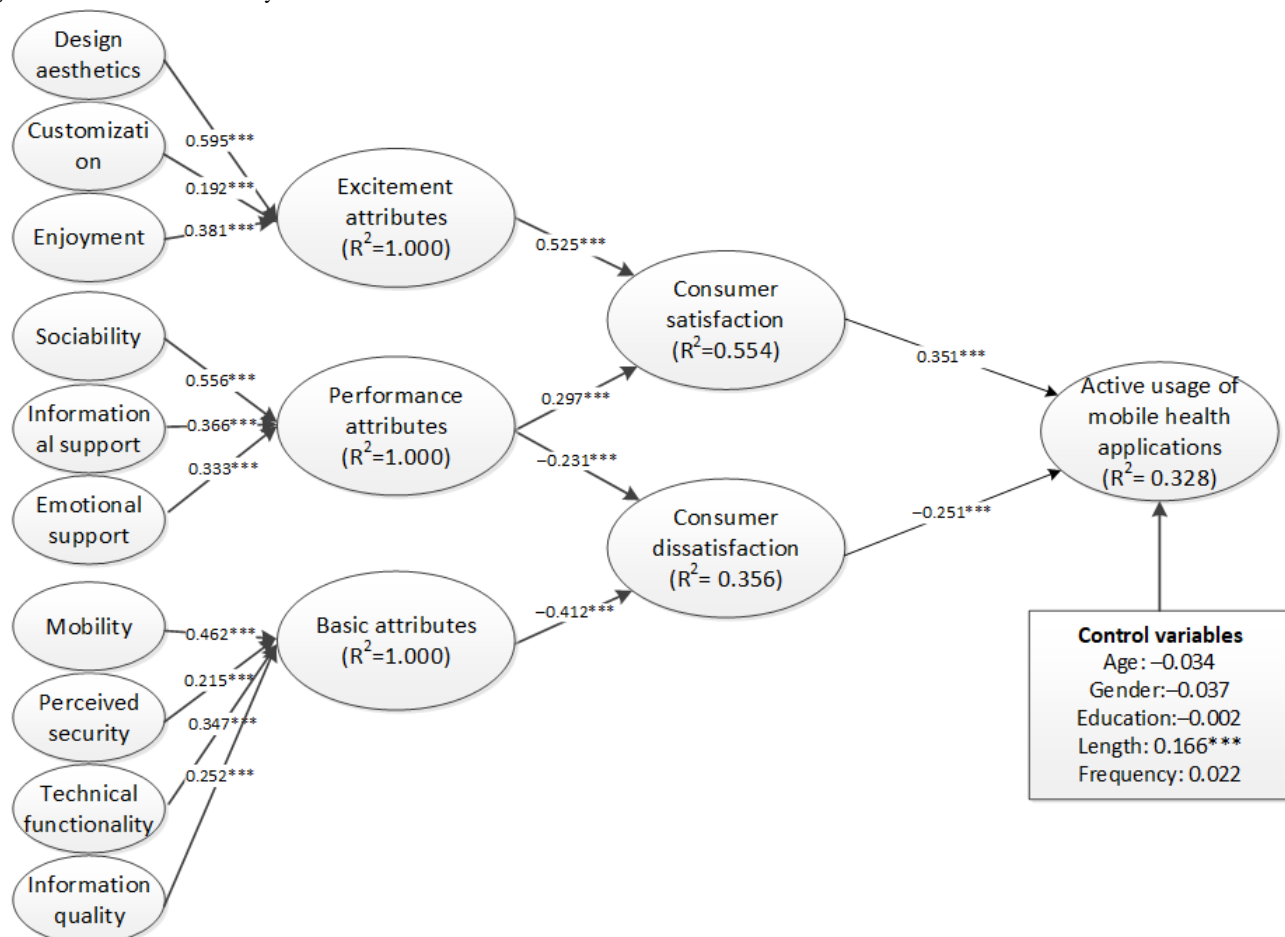 Design
aesthetics
Customizati
on
Enjoyment
0.595***
0.192***
0.381***
Excitement
attributes
(R²=1.000)
Sociability
Information
al support
Emotional
support
0.556***
0.366***
0.333***
Performance
attributes
(R²=1.000)
Mobility
Perceived
security
Technical
functionality
Information
quality
0.462***
0.215***
0.347***
0.252***
Basic attributes
(R²=1.000)
0.525***
0.297***
–0.231***
–0.412***
Consumer
satisfaction
(R²=0.554)
Consumer
dissatisfaction
(R²= 0.356)
0.351***
–0.251***
Active usage of
mobile health
applications
(R²= 0.328)
Control variables
Age: –0.034
Gender:–0.037
Education:–0.002
Length: 0.166***
Frequency: 0.022